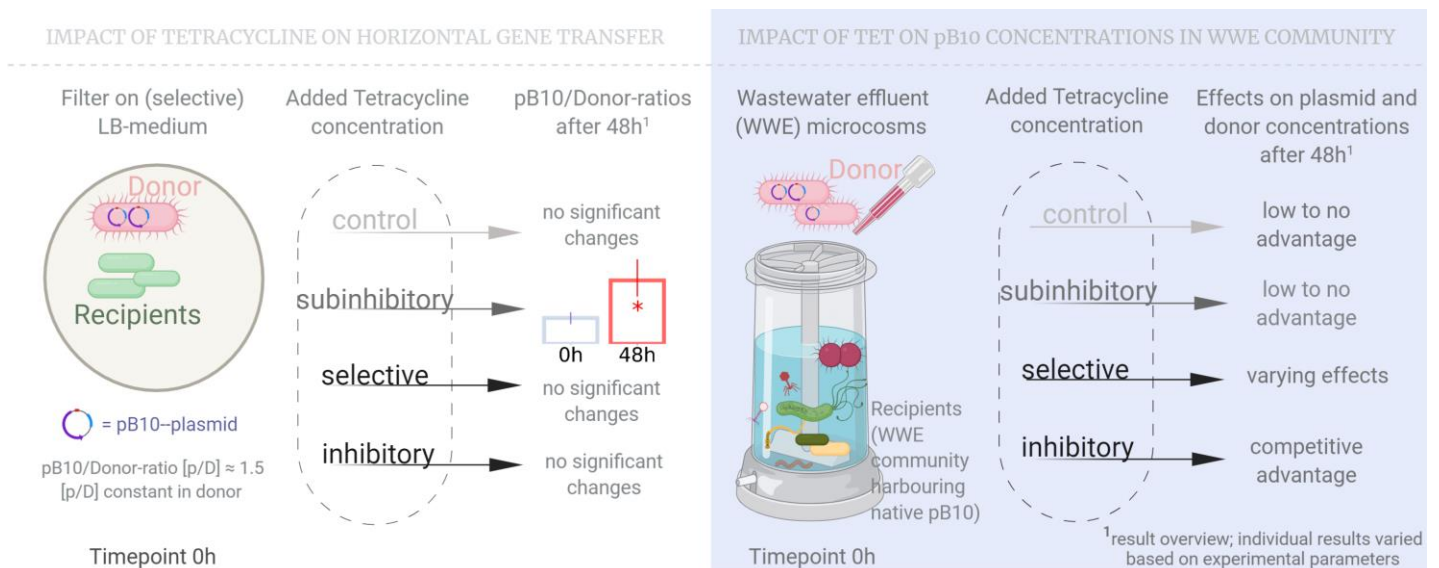 IMPACT OF TETRACYCLINE ON HORIZONTAL GENE TRANSFER
Filter on (selective)
LB-medium
Added Tetracycline
concentration
pB10/Donor-ratios
after 48h¹
Donor
Recipients
control
no significant
changes
subinhibitory
*
0h
48h
selective
no significant
changes
inhibitory
no significant
changes
= pB10--plasmid
pB10/Donor-ratio [p/D] ≈ 1.5
[p/D] constant in donor
Timepoint 0h
IMPACT OF TET ON pB10 CONCENTRATIONS IN WWE COMMUNITY
Wastewater effluent
(WWE) microcosms
Added Tetracycline
concentration
Effects on plasmid and
donor concentrations
after 48h¹
Donor
control
low to no
advantage
subinhibitory
low to no
advantage
selective
varying effects
inhibitory
competitive
advantage
Recipients
(WWE
community
harbouring
native pB10)
Timepoint 0h
¹result overview; individual results varied
based on experimental parameters